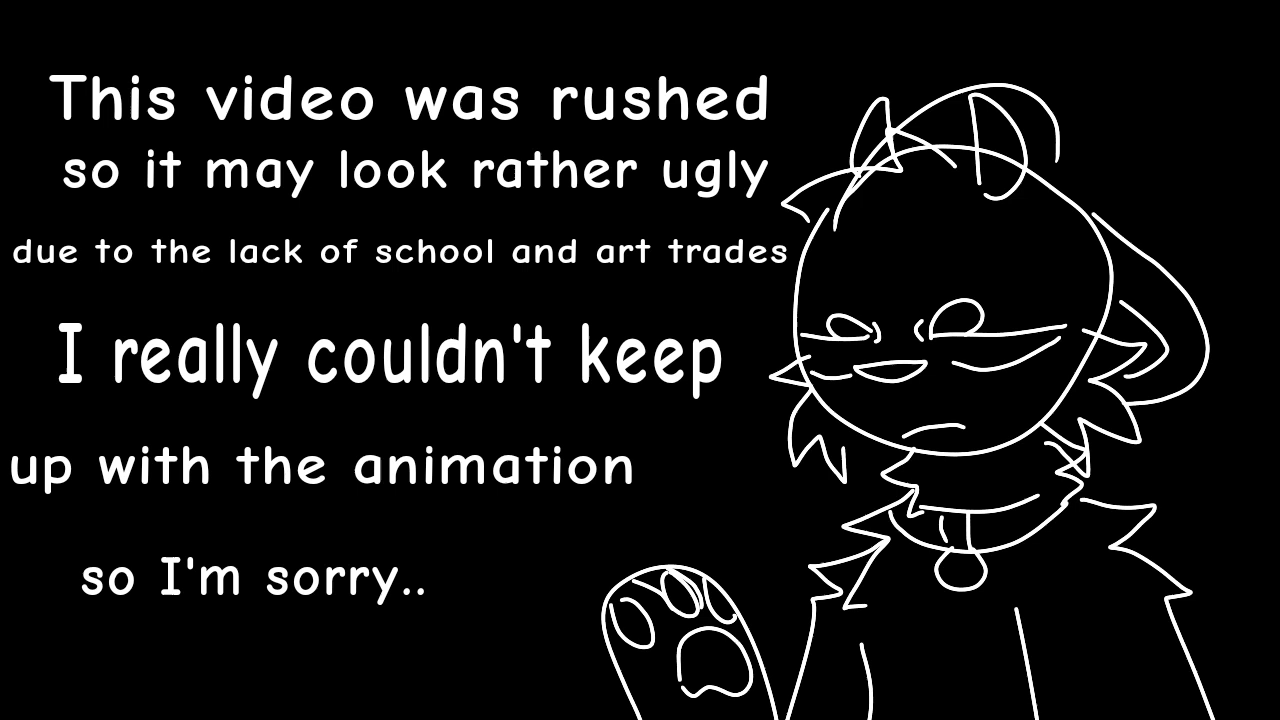 This video was rushed
so it may look rather ugly
due to the lack of school and art trades
I really couldn't keep
up with the animation
so I'm sorry..